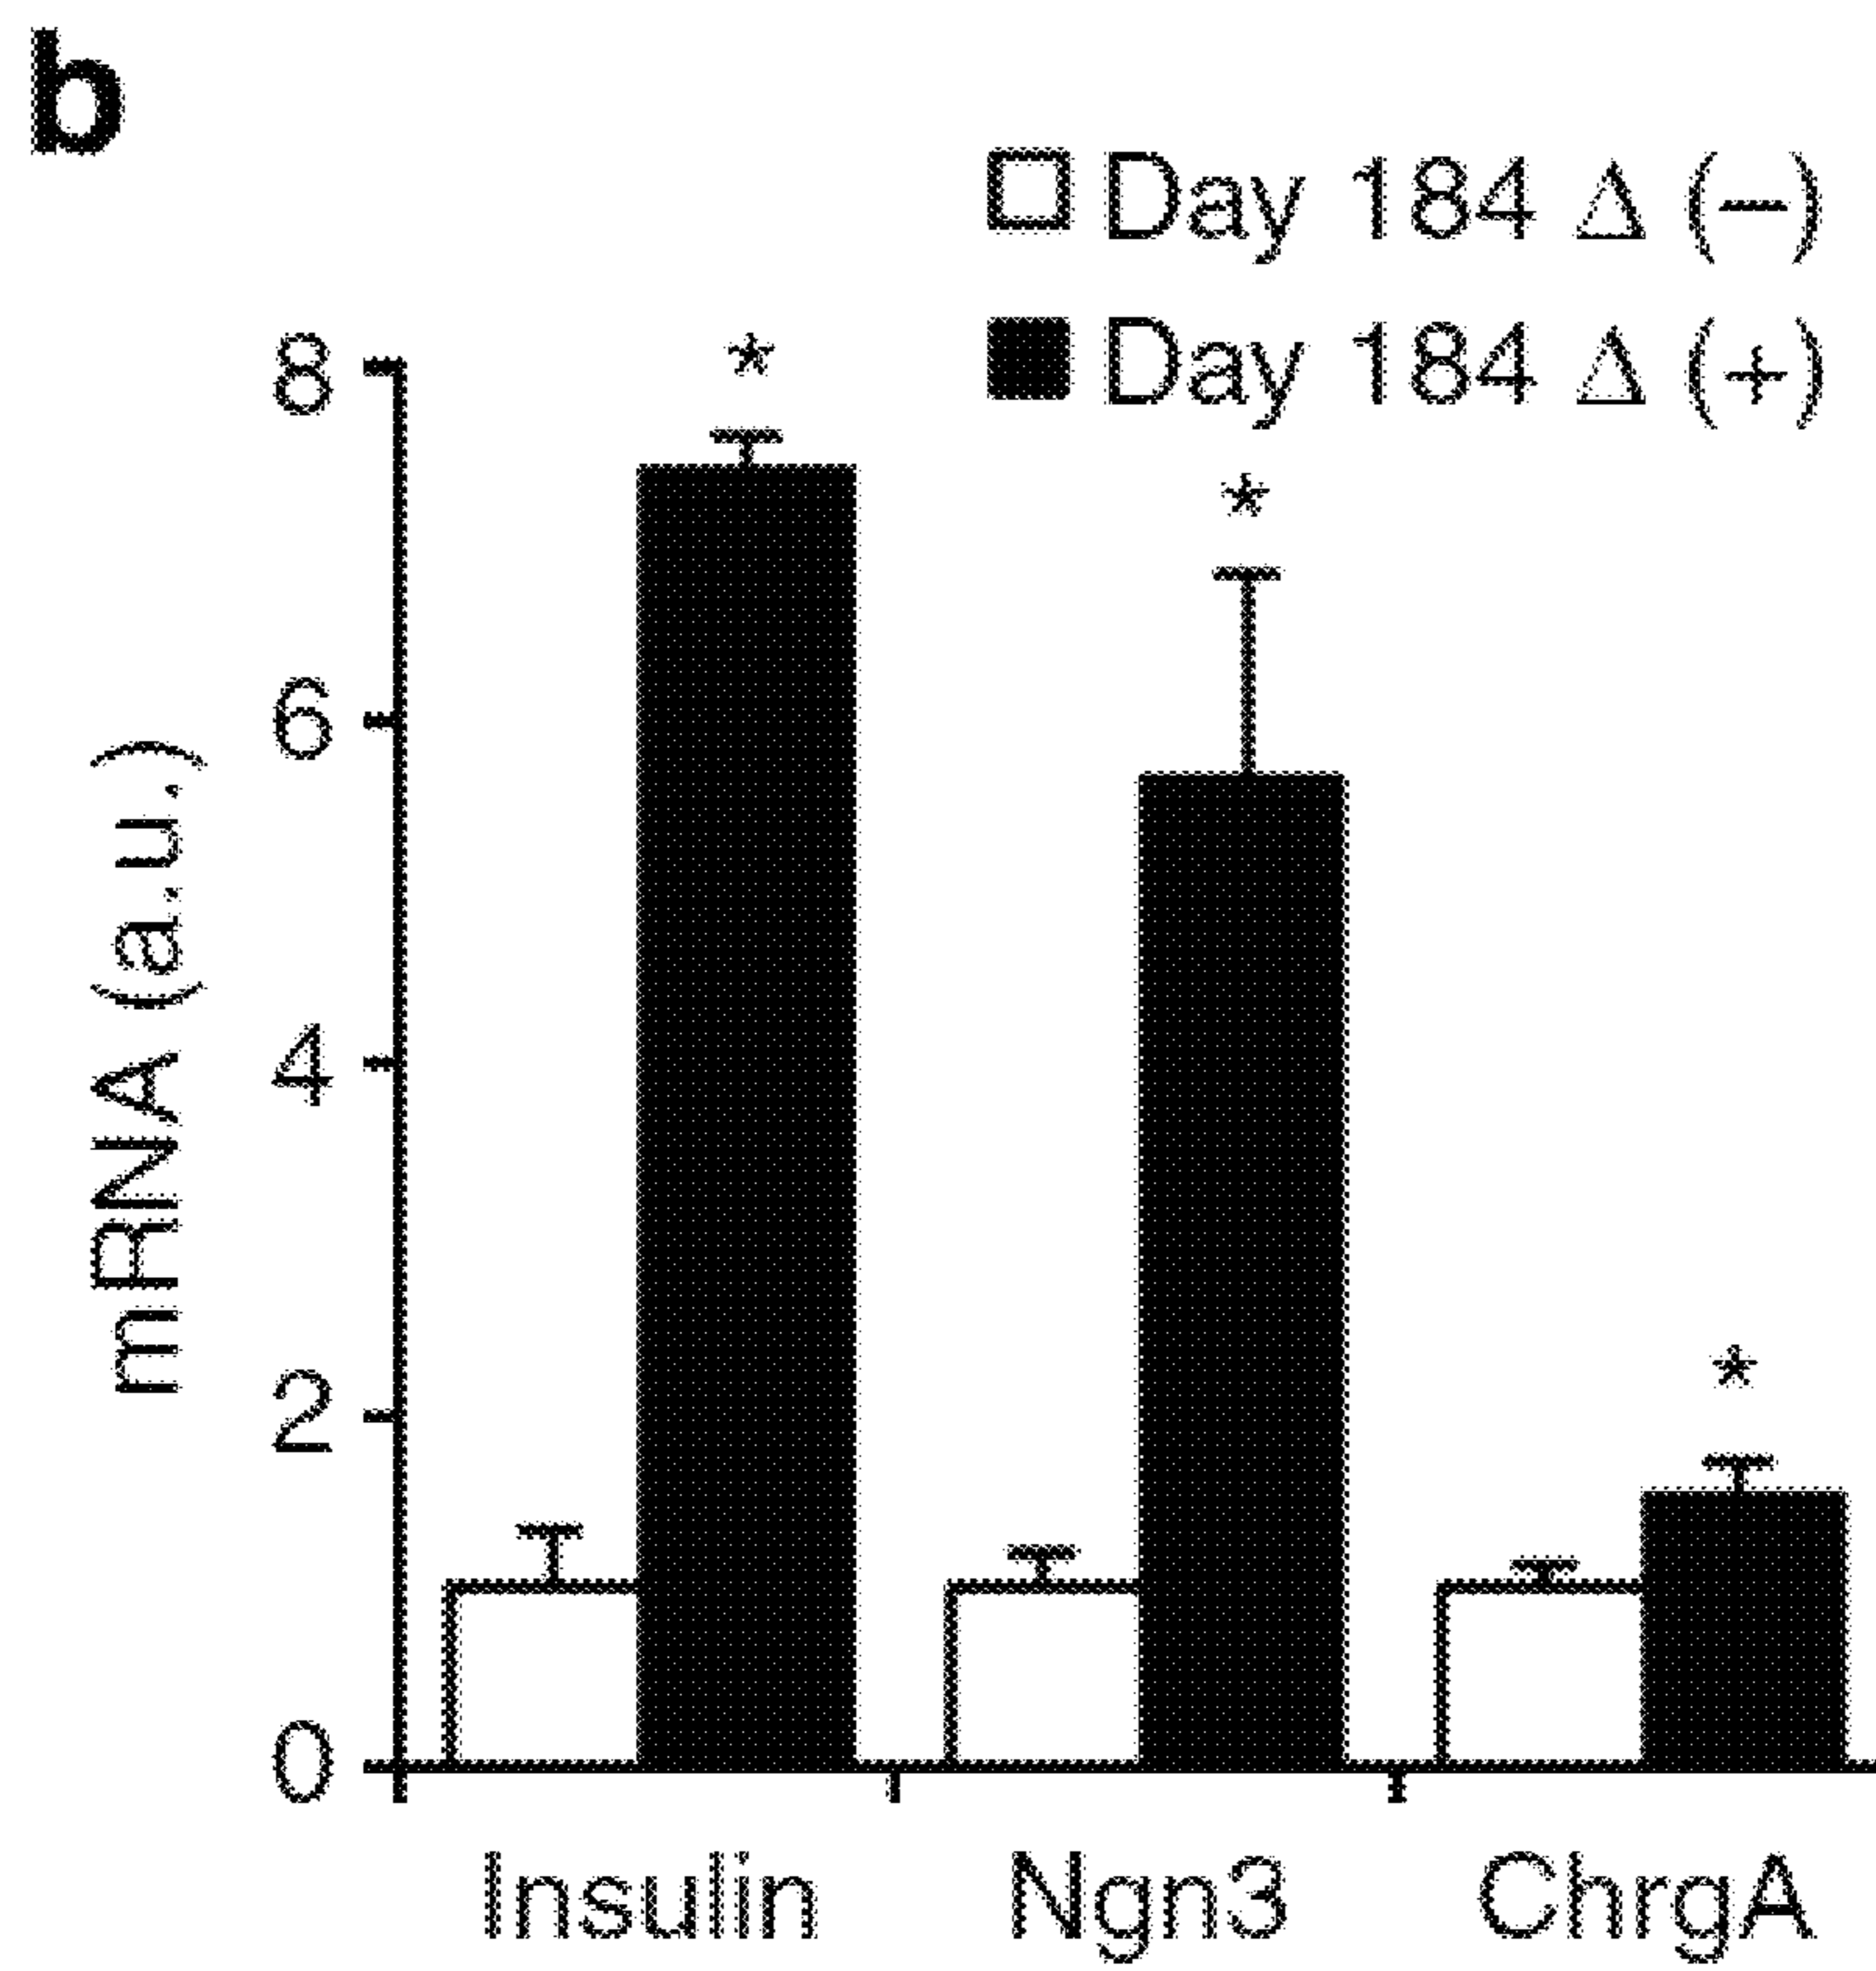 b
Day 184 Δ (−)
Day 184 Δ (+)
8
*
*
6
mRNA (a.u.)
4
2
*
0
Insulin Ngn3 ChrgA